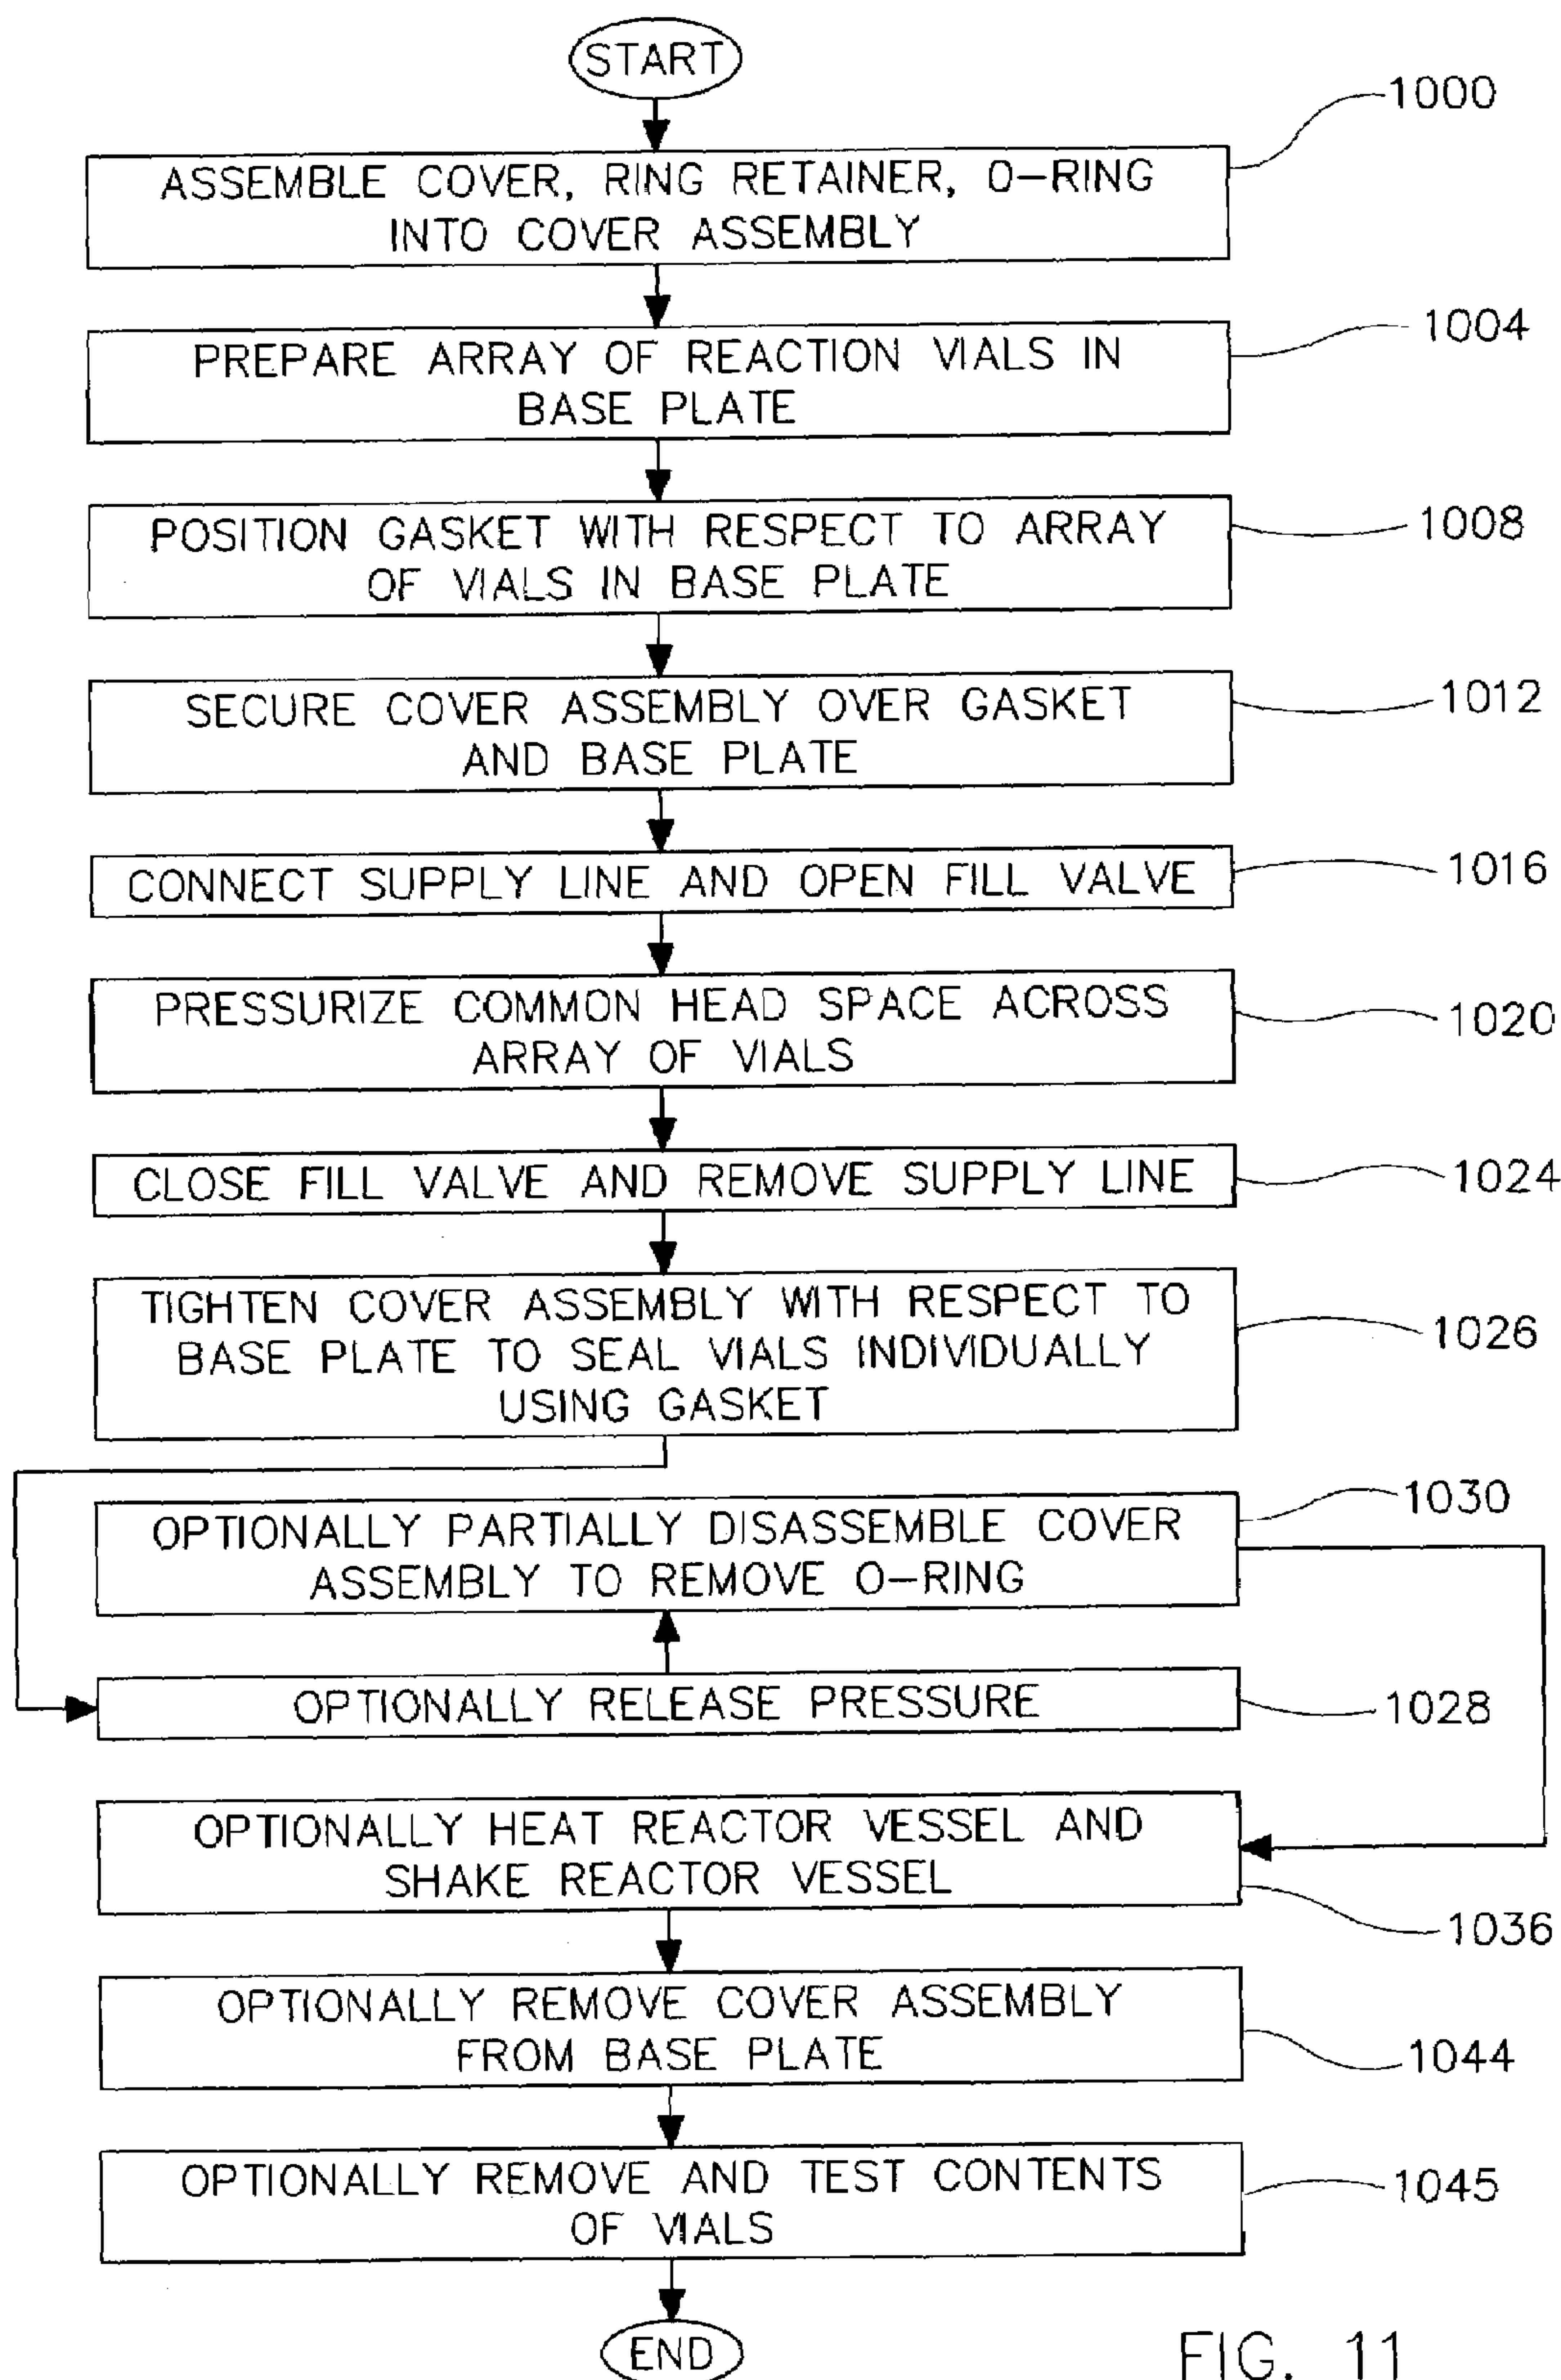 START
1000
ASSEMBLE COVER, RING RETAINER, O-RING
INTO COVER ASSEMBLY
1004
PREPARE ARRAY OF REACTION VIALS IN
BASE PLATE
1008
POSITION GASKET WITH RESPECT TO ARRAY
OF VIALS IN BASE PLATE
1012
SECURE COVER ASSEMBLY OVER GASKET
AND BASE PLATE
1016
CONNECT SUPPLY LINE AND OPEN FILL VALVE
1020
PRESSURIZE COMMON HEAD SPACE ACROSS
ARRAY OF VIALS
1024
CLOSE FILL VALVE AND REMOVE SUPPLY LINE
1026
TIGHTEN COVER ASSEMBLY WITH RESPECT TO
BASE PLATE TO SEAL VIALS INDIVIDUALLY
USING GASKET
1030
OPTIONALLY PARTIALLY DISASSEMBLE COVER
ASSEMBLY TO REMOVE O-RING
OPTIONALLY RELEASE PRESSURE
1028
OPTIONALLY HEAT REACTOR VESSEL AND
SHAKE REACTOR VESSEL
1036
OPTIONALLY REMOVE COVER ASSEMBLY
FROM BASE PLATE
1044
OPTIONALLY REMOVE AND TEST CONTENTS
OF VIALS
1045
END
FIG. 11